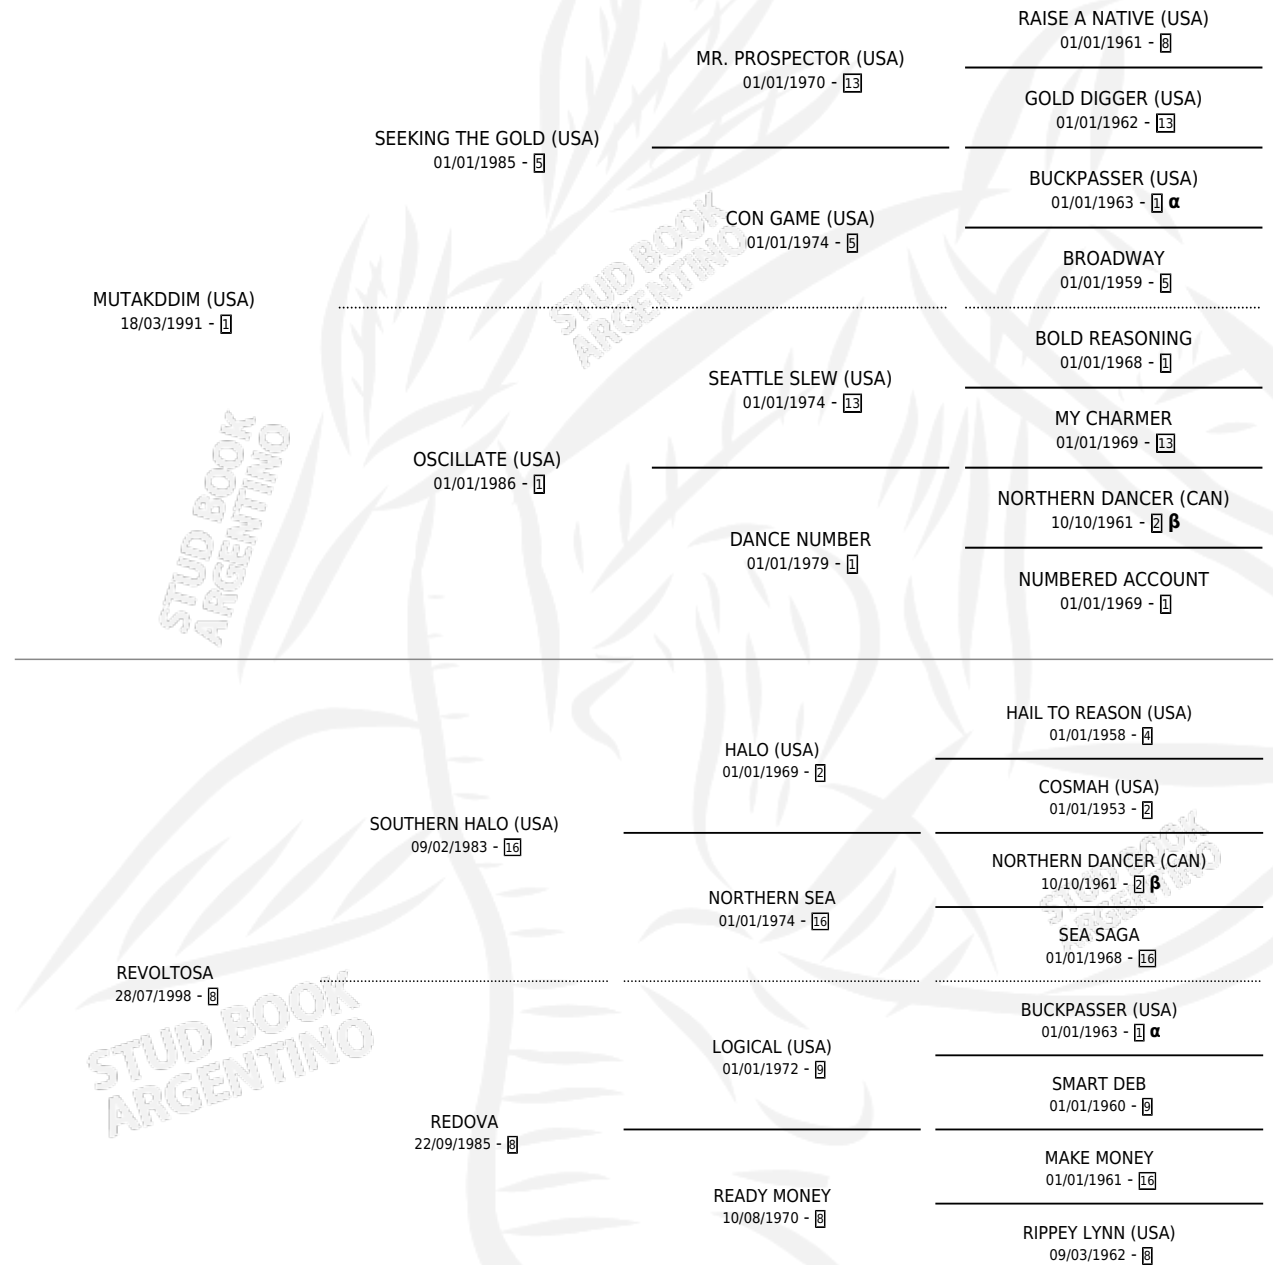 MUTAKDDIM (USA)
18/03/1991 - 1
SEEKING THE GOLD (USA)
01/01/1985 - 5
MR. PROSPECTOR (USA)
01/01/1970 - 13
RAISE A NATIVE (USA)
01/01/1961 - 8
GOLD DIGGER (USA)
01/01/1962 - 13
CON GAME (USA)
01/01/1974 - 5
BUCKPASSER (USA)
01/01/1963 - 1 α
BROADWAY
01/01/1959 - 5
OSCILLATE (USA)
01/01/1986 - 1
SEATTLE SLEW (USA)
01/01/1974 - 13
BOLD REASONING
01/01/1968 - 1
MY CHARMER
01/01/1969 - 13
DANCE NUMBER
01/01/1979 - 1
NORTHERN DANCER (CAN)
10/10/1961 - 2 β
NUMBERED ACCOUNT
01/01/1969 - 1
REVOLTOSA
28/07/1998 - 8
SOUTHERN HALO (USA)
09/02/1983 - 16
HALO (USA)
01/01/1969 - 2
HAIL TO REASON (USA)
01/01/1958 - 4
COSMAH (USA)
01/01/1953 - 2
NORTHERN SEA
01/01/1974 - 16
NORTHERN DANCER (CAN)
10/10/1961 - 2 β
SEA SAGA
01/01/1968 - 16
REDOVA
22/09/1985 - 8
LOGICAL (USA)
01/01/1972 - 9
BUCKPASSER (USA)
01/01/1963 - 1 α
SMART DEB
01/01/1960 - 9
READY MONEY
10/08/1970 - 8
MAKE MONEY
01/01/1961 - 16
RIPPEY LYNN (USA)
09/03/1962 - 8
STUD BOOK
ARGENTINO
STUD BOOK
ARGENTINO
STUD BOOK
ARGENTINO
STUD BOOK
ARGENTINO